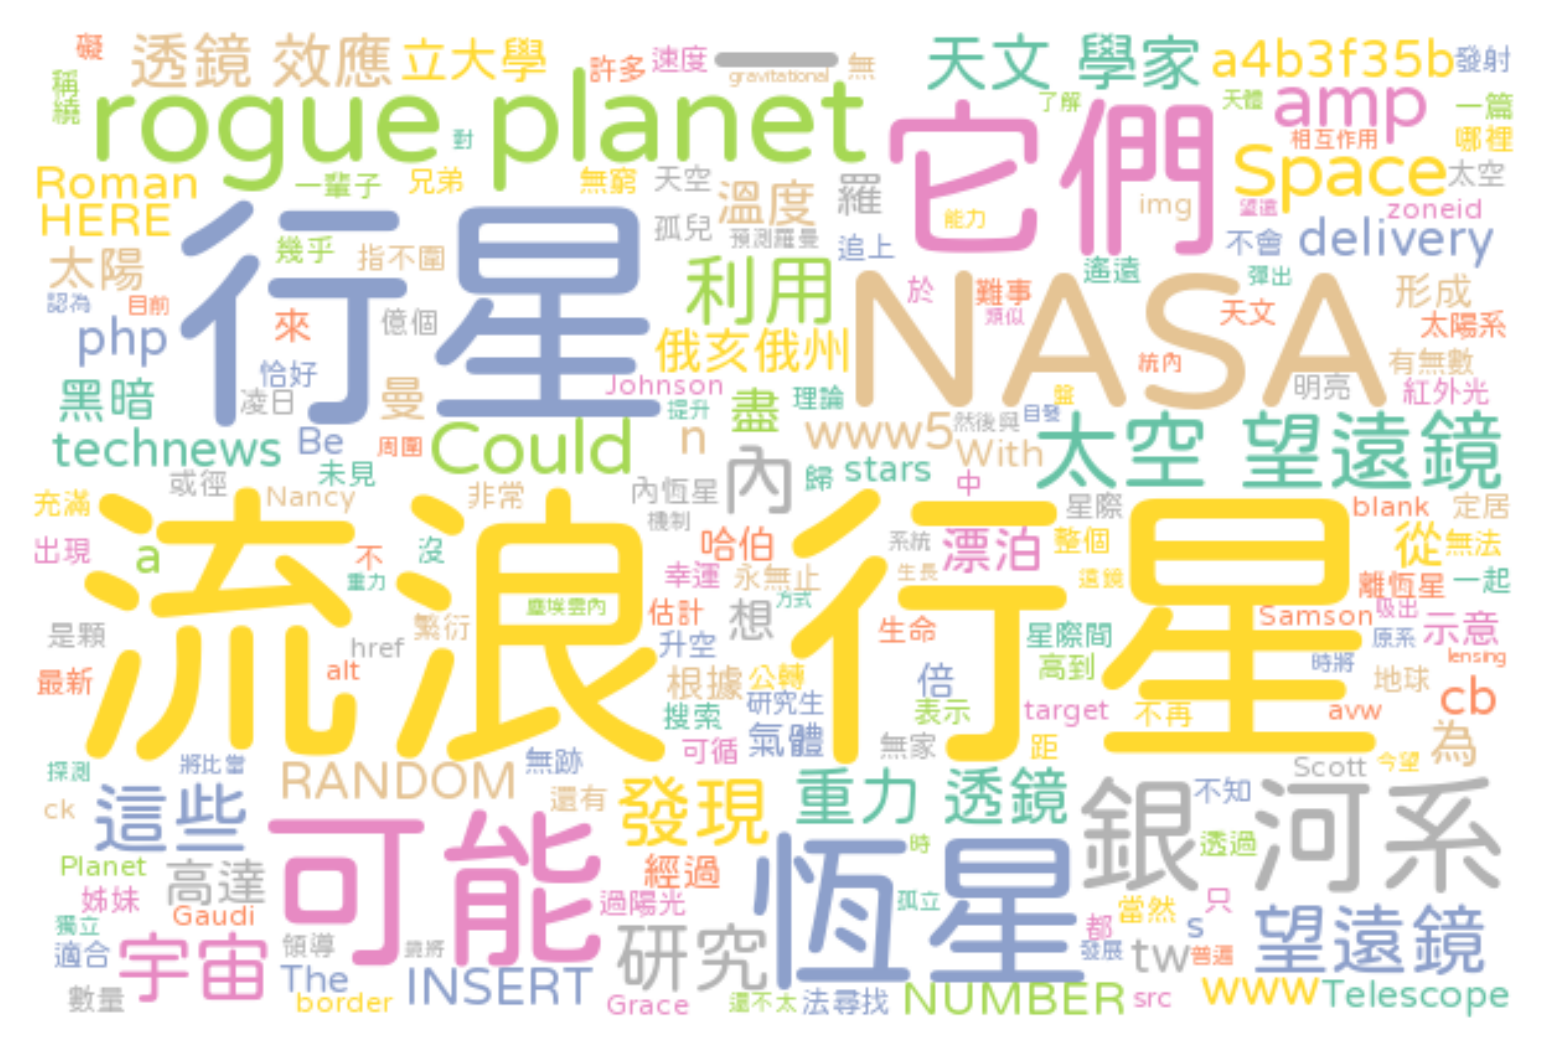 礙 透鏡 效應 立大學 許多 速度 無 天文 學家 a4b3f35b 發射
稱 gravitational
繞 rogue planet 對 它們 了解 天體 amp 一篇
相互作用 哪裡
Roman 一輩子 兄弟 無窮 天空 溫度 羅 Space 太空
HERE 孤兒 預測羅曼 能力 img 望遠 zoneid
太陽 幾乎 指不圍 行星 追上 不會 delivery
認為 目前 利用 於 難事 遙遠 彈出 形成
php 來 億個 類似 NASA 天文 太陽系
恰好 俄亥俄州 統內 有無數
黑暗 凌日 曼 Johnson 提升 盡 理論 盤 明亮 紅外光
technews Be 周圍 Could n www5 然後與 自發 太空 望遠鏡
未見 內 歸 stars With
或徑 Nancy 非常 內恆星 中 星際 blank 定居
充滿 機制
出現 a 流浪行星 不 沒 哈伯 系統 漂泊 整個 從 無法
重力 幸運 永無止 生長 遠鏡 離恆星 一起
塵埃雲內 方式 吸出
是顆 繁衍 估計 想 生命 星際間 Samson 原系 示意
href 升空 lensing
最新 alt 根據 公轉 倍 高到 時將 地球
搜索 研究生 表示 target 不再 avw cb
可循 氣體 無家 距 為
探測 將比當 無跡 Scott 今望
ck 這些 RANDOM 還有 發現 重力 透鏡 不知 銀河系
Planet 高達 可能 經過 時 透過
姊妹 Gaudi 過陽光 恆星 孤立 當然 只
獨立 都 s
適合 宇宙 領導 研究 發展 tw 普遍 望遠鏡
數量 The INSERT
border Grace 還不太 法尋找 NUMBER src www Telescope